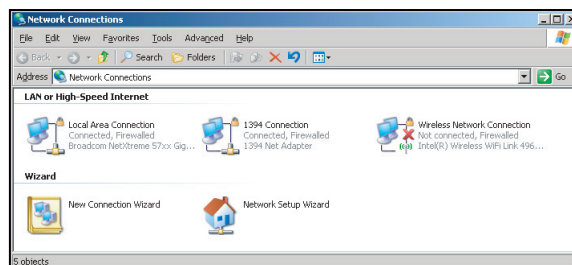 Network Connections
File Edit View Favorites Tools Advanced Help
Back Search Folders
Address Network Connections Go
LAN or High-Speed Internet
Local Area Connection
Connected, Firewalled
Broadcom NetXtreme 57xx Gig...
1394 Connection
Connected, Firewalled
1394 Net Adapter
Wireless Network Connection
Not connected, Firewalled
Intel(R) Wireless WiFi Link 496...
Wizard
New Connection Wizard
Network Setup Wizard
5 objects